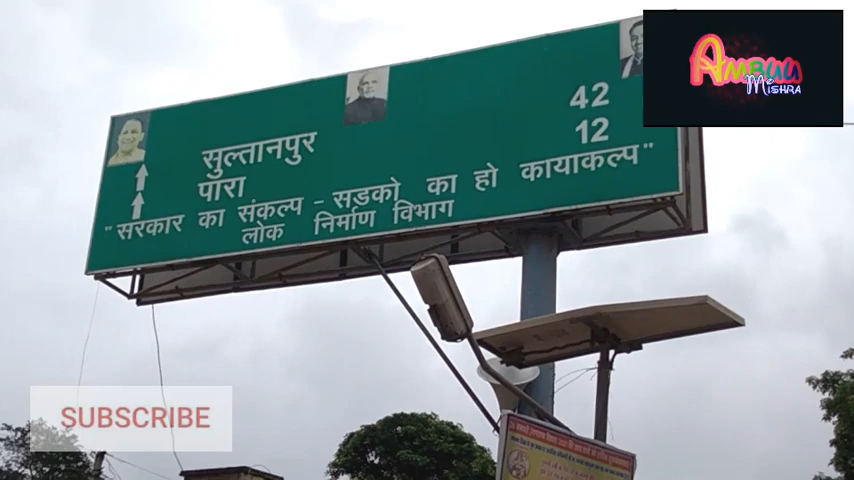 AMBUU
MISHRA
सुल्तानपुर 42
पारा 12
"सरकार का संकल्प - सडको का हो कायाकल्प"
लोक निर्माण विभाग
SUBSCRIBE